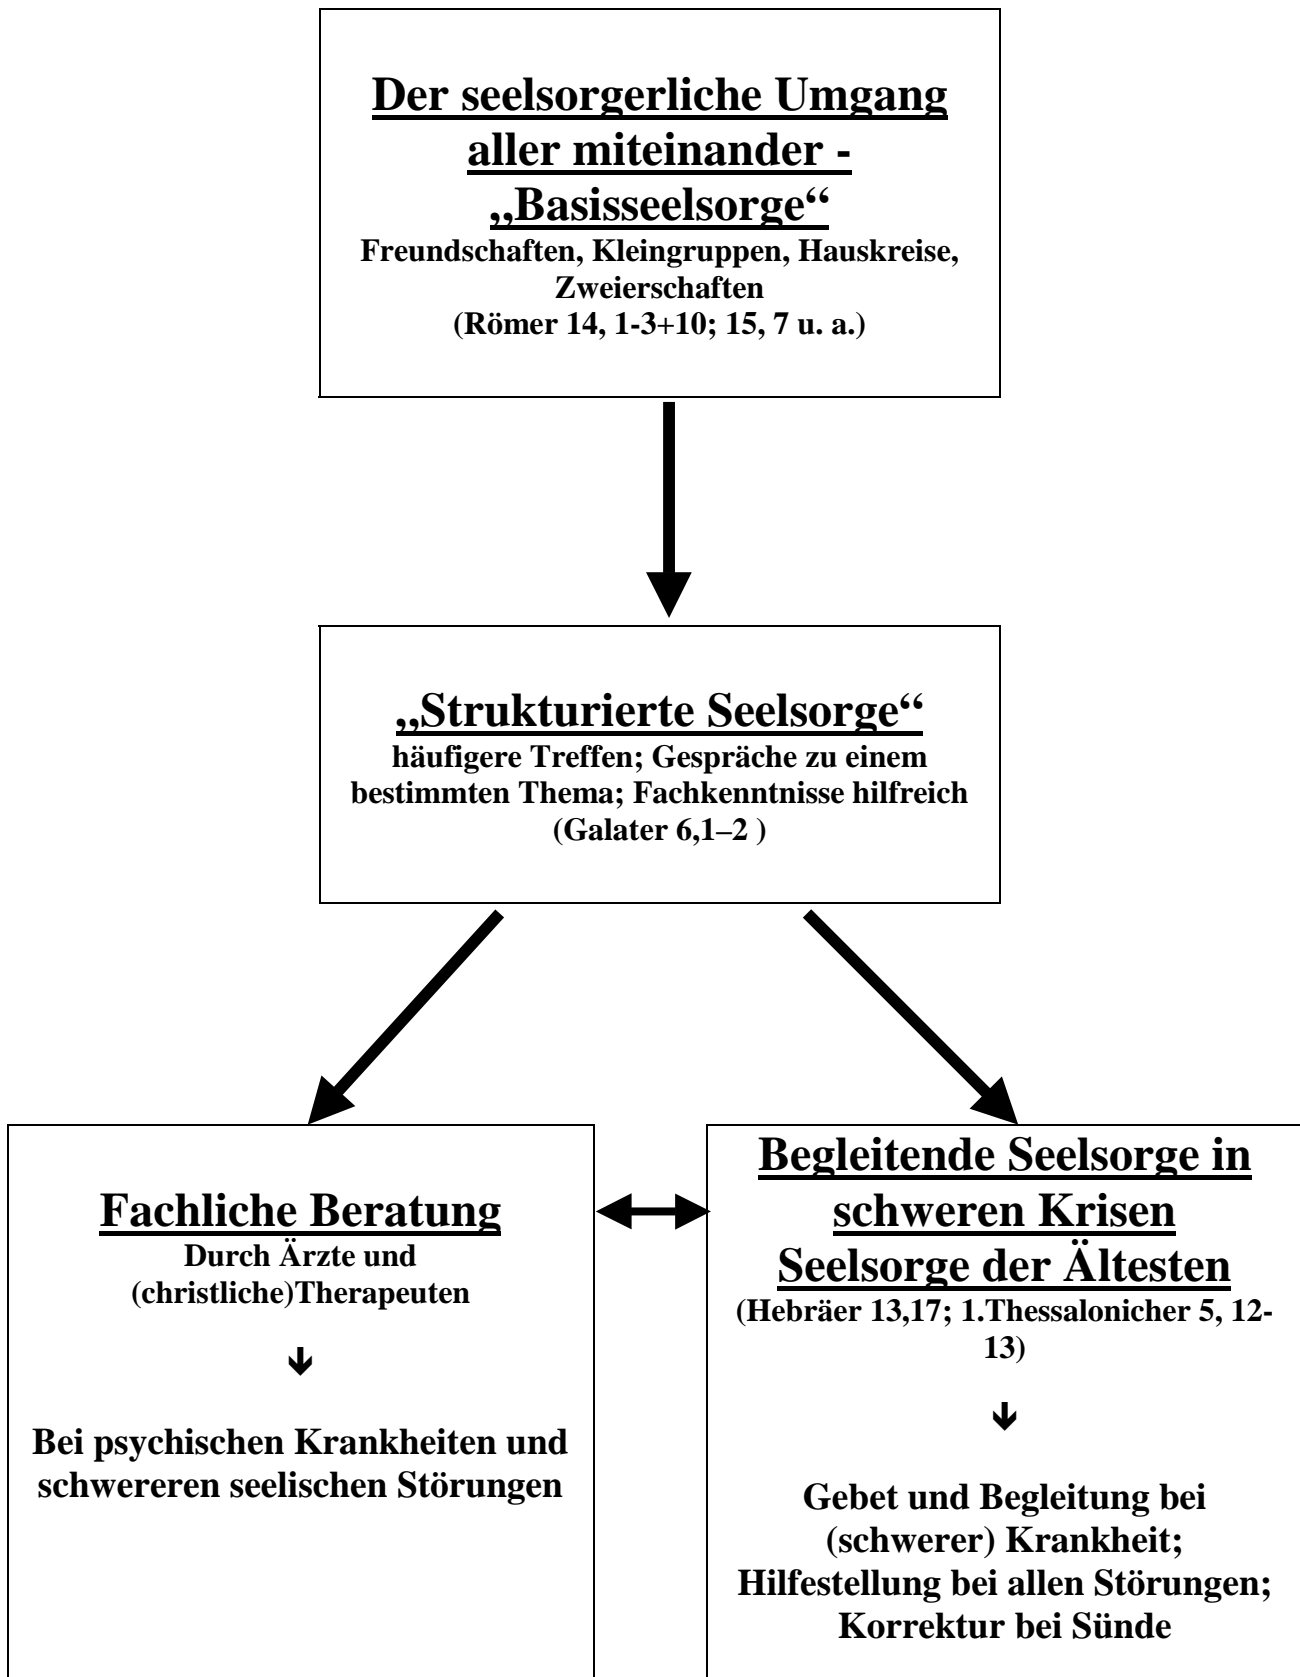 Der seelsorgerliche Umgang
aller miteinander -
„Basisseelsorge“
Freundschaften, Kleingruppen, Hauskreise,
Zweierschaften
(Römer 14, 1-3+10; 15, 7 u. a.)
„Strukturierte Seelsorge“
häufigere Treffen; Gespräche zu einem
bestimmten Thema; Fachkenntnisse hilfreich
(Galater 6,1–2 )
Fachliche Beratung
Durch Ärzte und
(christliche)Therapeuten
Bei psychischen Krankheiten und
schwereren seelischen Störungen
Begleitende Seelsorge in
schweren Krisen
Seelsorge der Ältesten
(Hebräer 13,17; 1.Thessalonicher 5, 12-
13)
Gebet und Begleitung bei
(schwerer) Krankheit;
Hilfestellung bei allen Störungen;
Korrektur bei Sünde